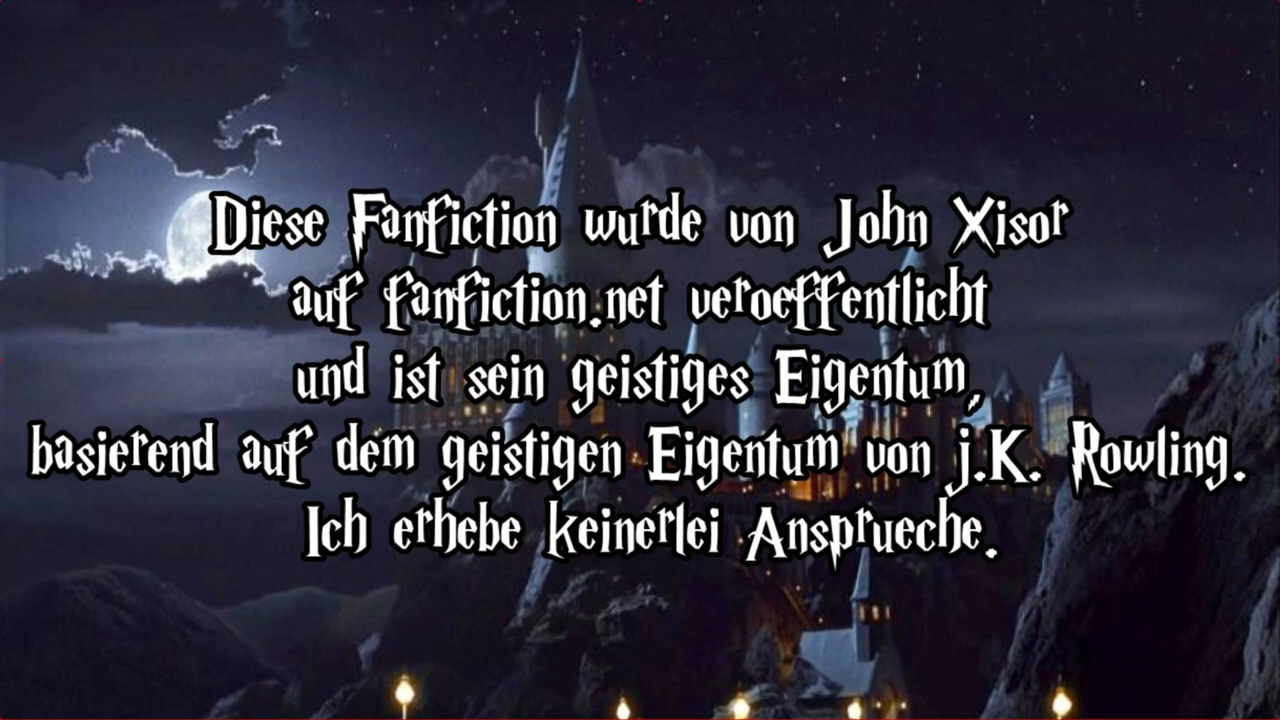 Diese Fanfiction wurde von John Xisor
auf fanfiction.net veroeffentlicht
und ist sein geistiges Eigentum,
basierend auf dem geistigen Eigentum von j.K. Rowling.
Ich erhebe keinerlei Ansprueche.